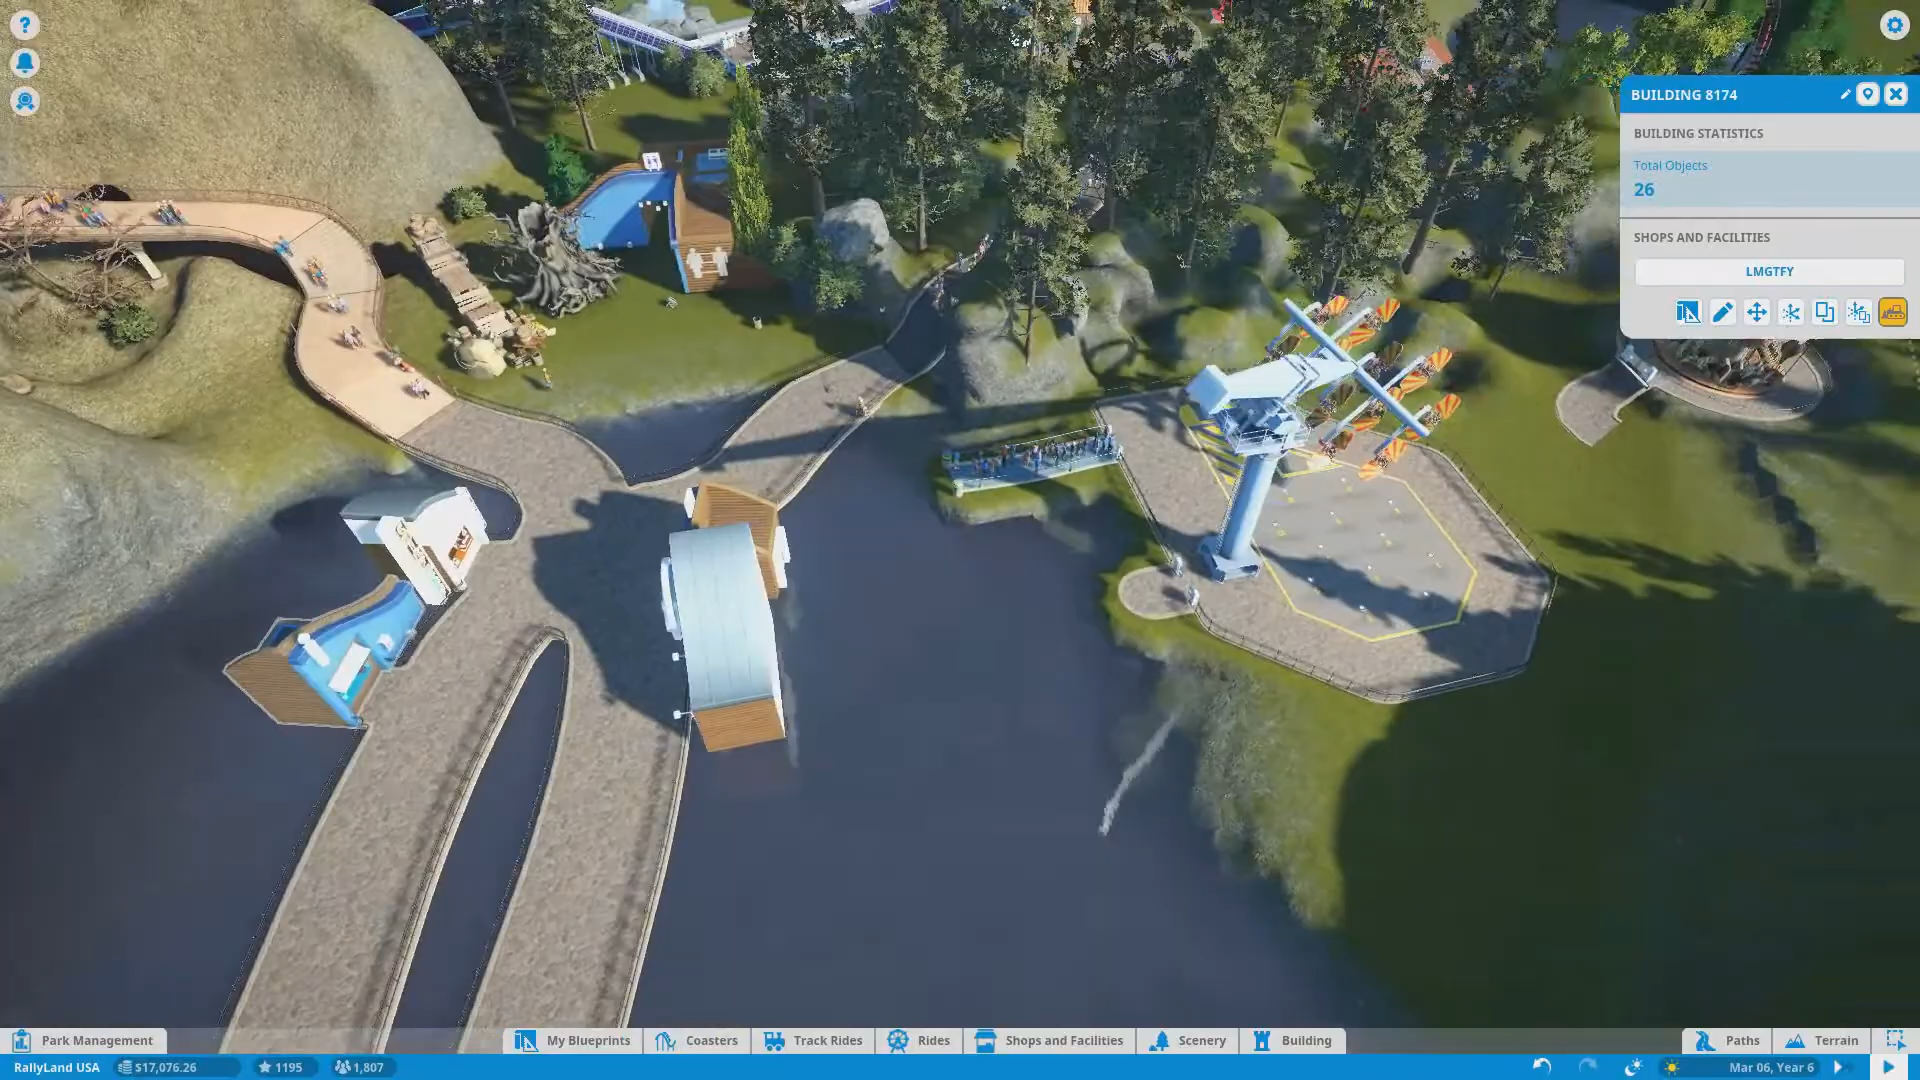 ?
BUILDING 8174
BUILDING STATISTICS
Total Objects
26
SHOPS AND FACILITIES
LMGTFY
Park Management
My Blueprints
Coasters
Track Rides
Rides
Shops and Facilities
Scenery
Building
Paths
Terrain
RallyLand USA
$17,076.26
1195
1,807
Mar 06, Year 6